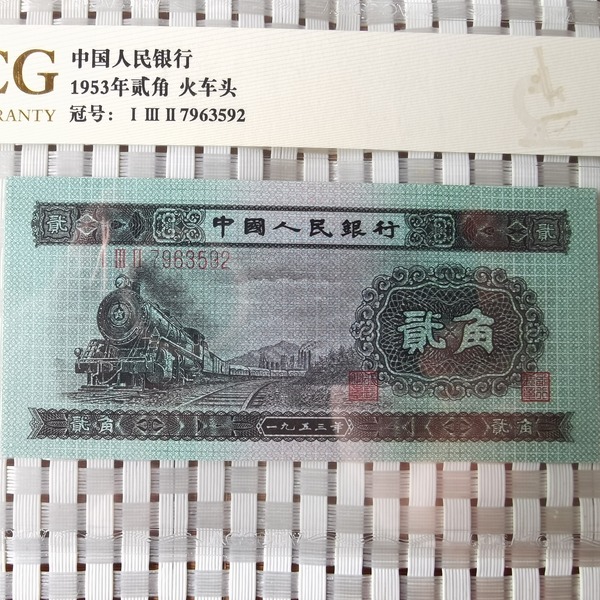 CG
中国人民银行
1953年贰角 火车头
RANTY
冠号： I III II 7963592
贰 中國人民銀行 贰
I III II 7963592
貳角
貳角 一九五三年 貳角